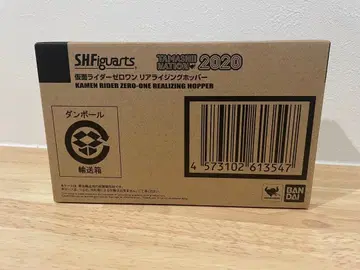 S.H.Figuarts TAMASHII NATION 2020
仮面ライダーゼロワン リアライジングホッパー
KAMEN RIDER ZERO-ONE REALIZING HOPPER
ダンボール
輸送箱
4 573102 613547
BANDAI